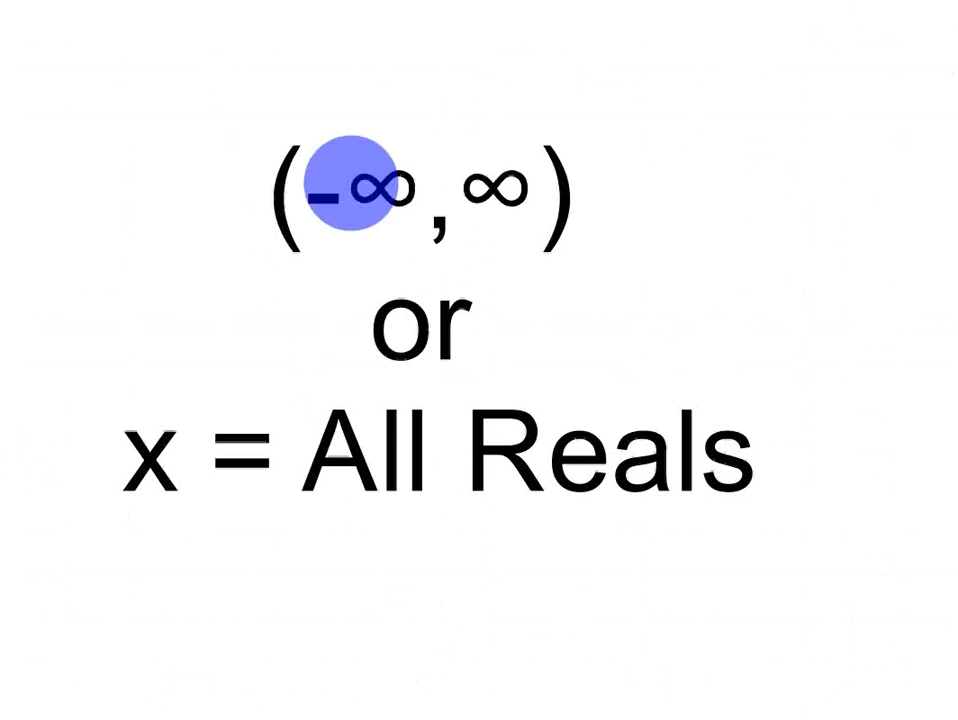 (-∞,∞)
or
x = All Reals